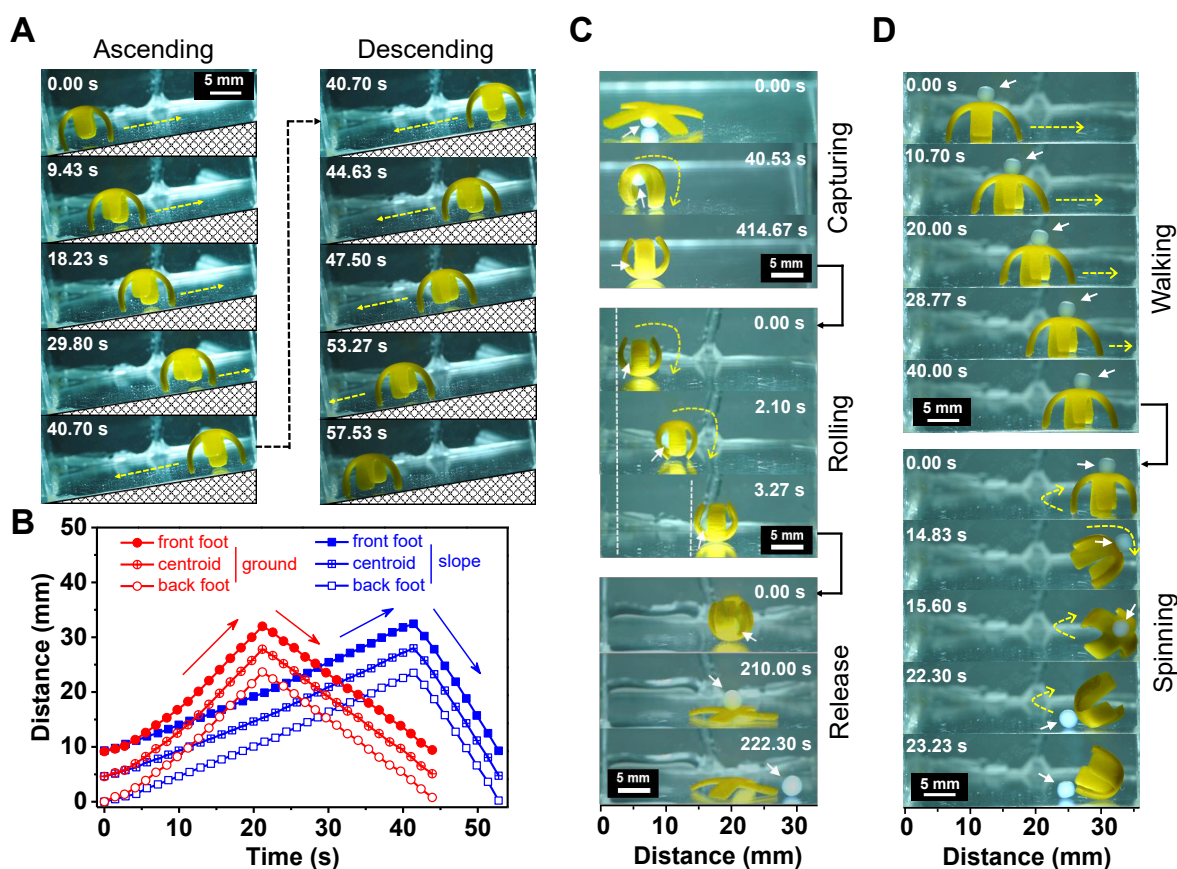 A
Ascending
Descending
0.00 s
5 mm
9.43 s
18.23 s
29.80 s
40.70 s
40.70 s
44.63 s
47.50 s
53.27 s
57.53 s
B
50
40
30
20
10
0
Distance (mm)
front foot
centroid
back foot
ground
front foot
centroid
back foot
slope
0 10 20 30 40 50
Time (s)
C
0.00 s
40.53 s
414.67 s
5 mm
Capturing
0.00 s
2.10 s
3.27 s
5 mm
Rolling
0.00 s
210.00 s
222.30 s
5 mm
Release
0 10 20 30
Distance (mm)
D
0.00 s
10.70 s
20.00 s
28.77 s
40.00 s
5 mm
Walking
0.00 s
14.83 s
15.60 s
22.30 s
23.23 s
5 mm
Spinning
0 10 20 30
Distance (mm)